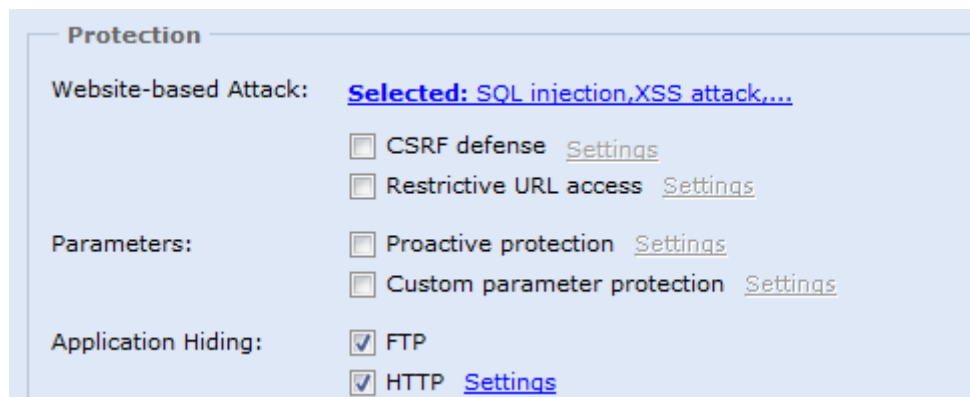 Protection
Website-based Attack: Selected: SQL injection,XSS attack,...
CSRF defense Settings
Restrictive URL access Settings
Parameters: Proactive protection Settings
Custom parameter protection Settings
Application Hiding: FTP
HTTP Settings